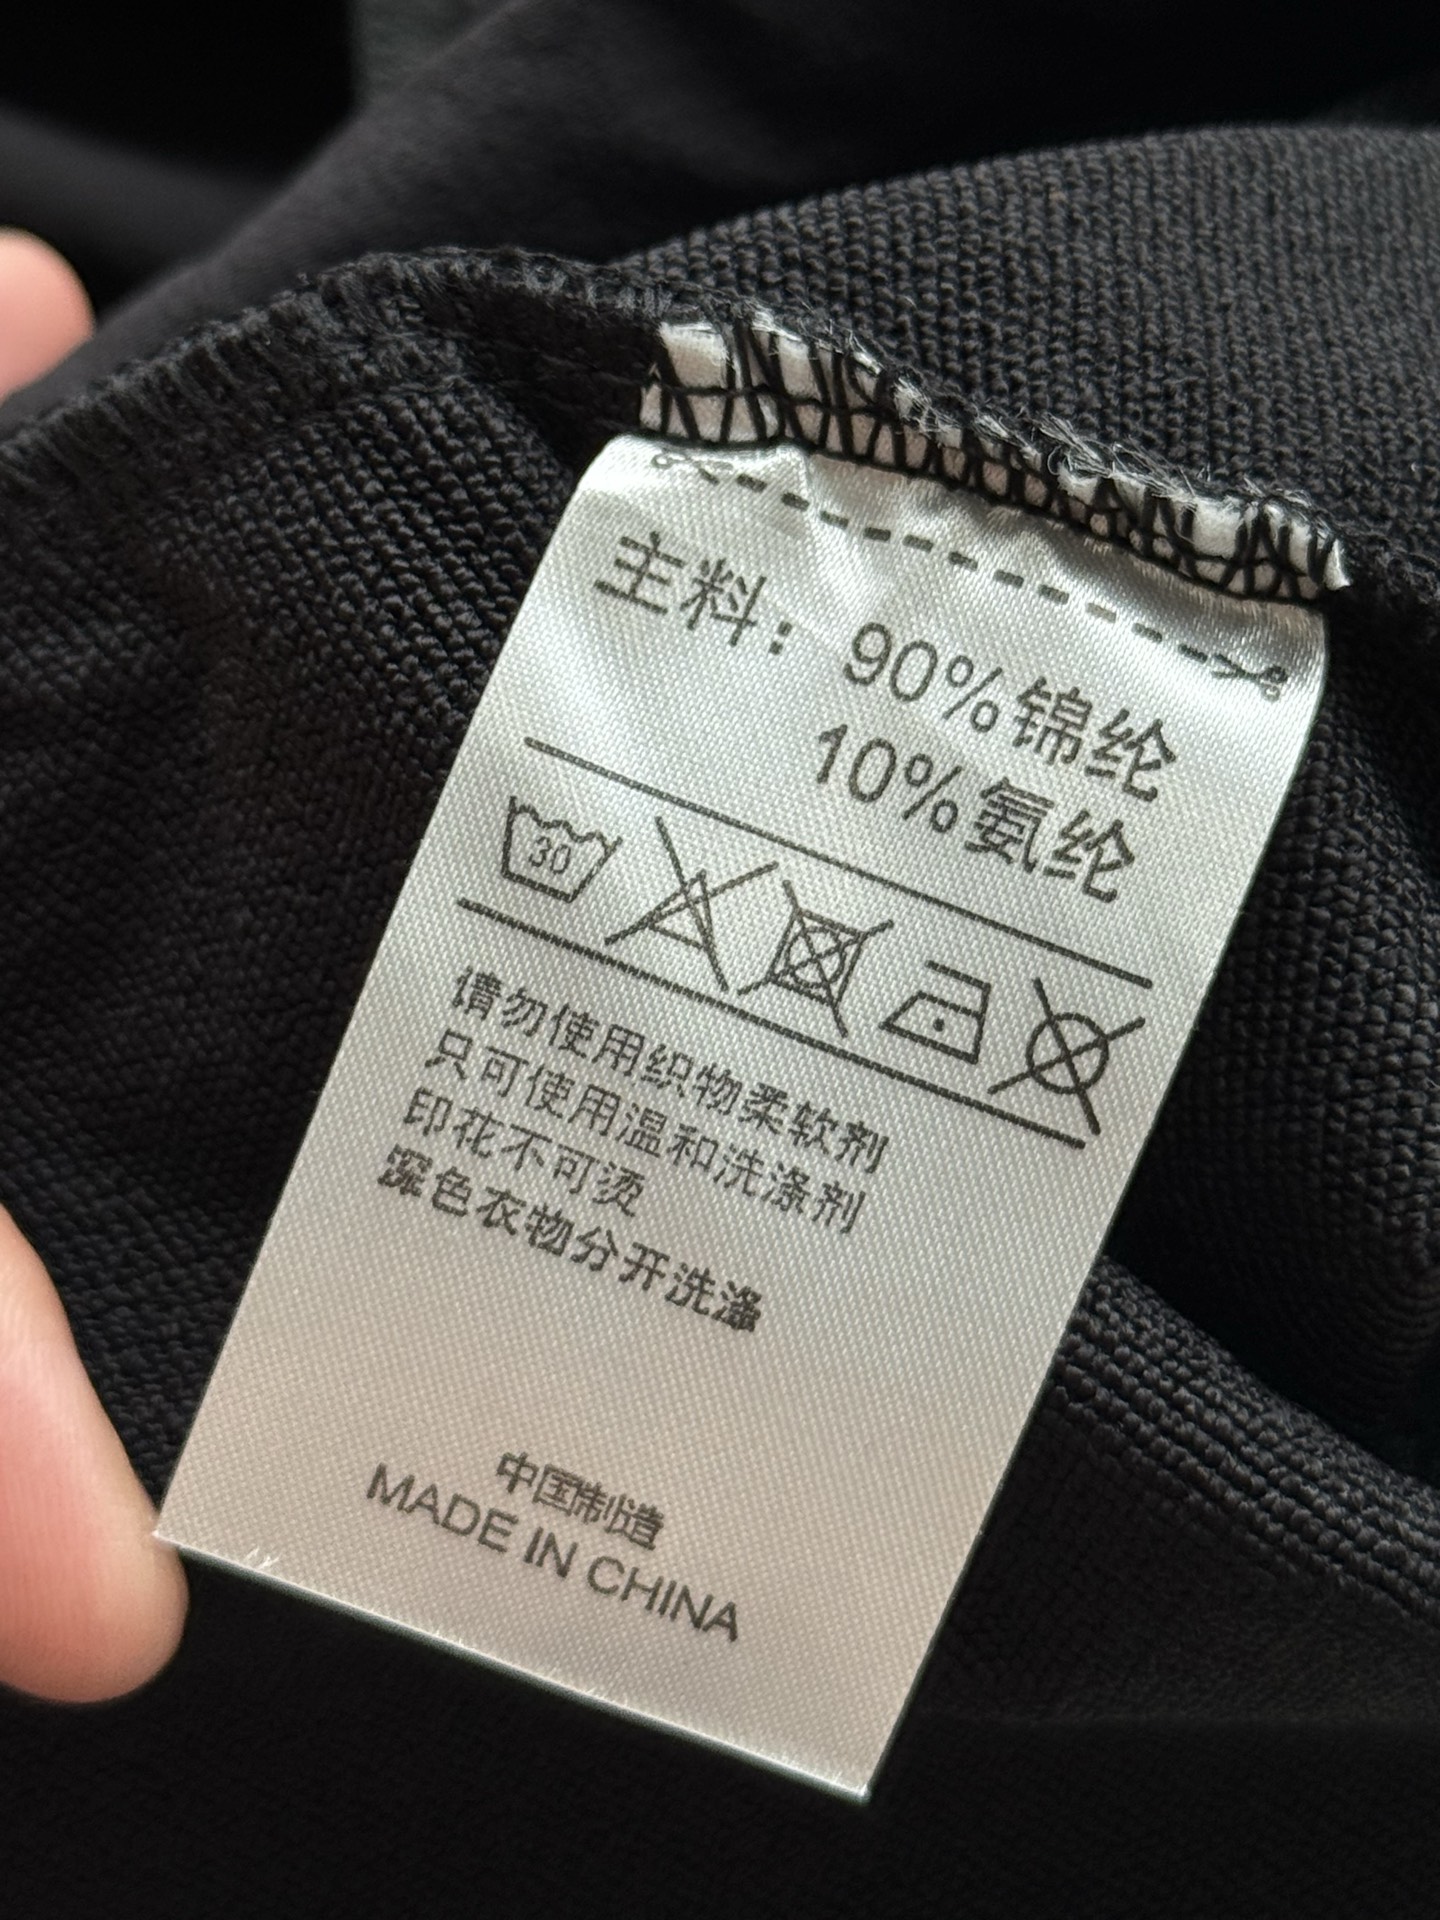 主料：90%锦纶
10%氨纶
30
请勿使用织物柔软剂
只可使用温和洗涤剂
印花不可烫
深色衣物分开洗涤
中国制造
MADE IN CHINA